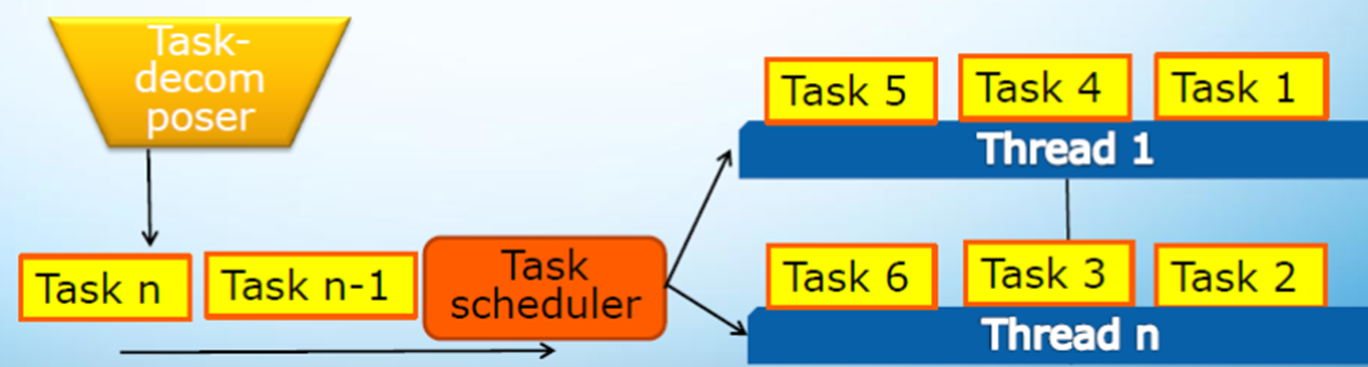 Task-
decom
poser
Task n
Task n-1
Task
scheduler
Task 5
Task 4
Task 1
Thread 1
Task 6
Task 3
Task 2
Thread n